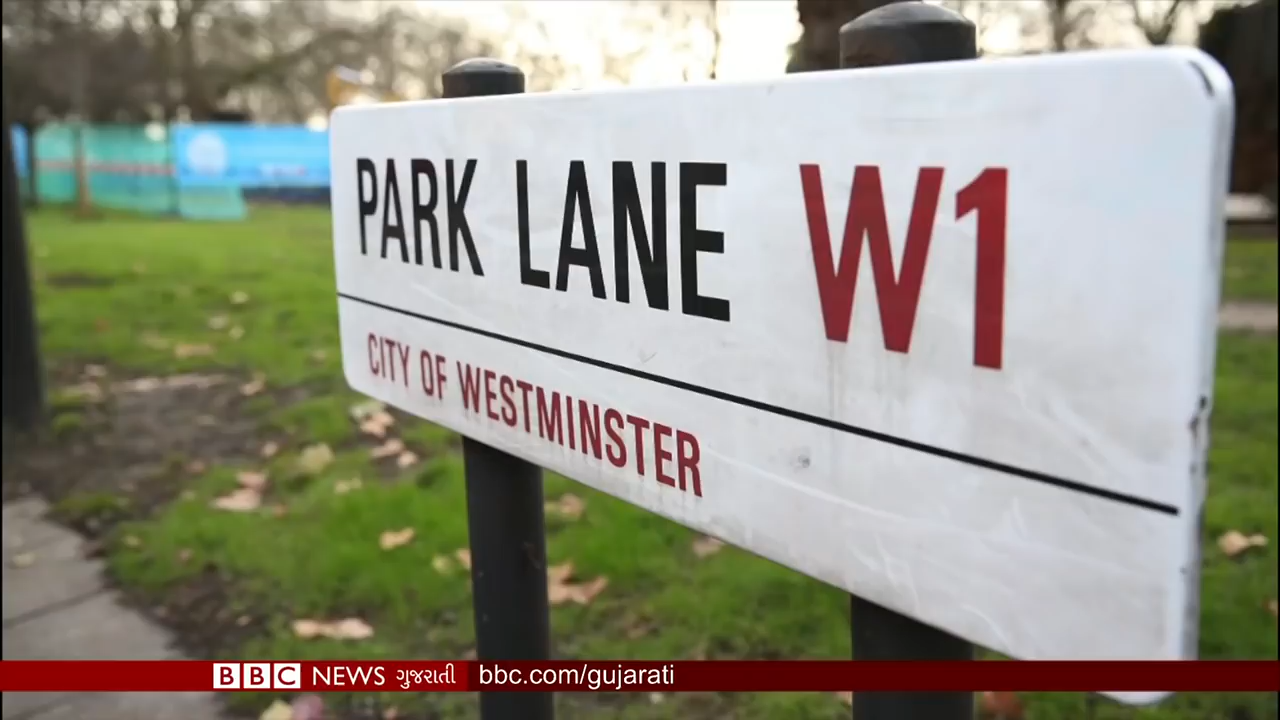 PARK LANE W1
CITY OF WESTMINSTER
BBC NEWS ગુજરાતી bbc.com/gujarati